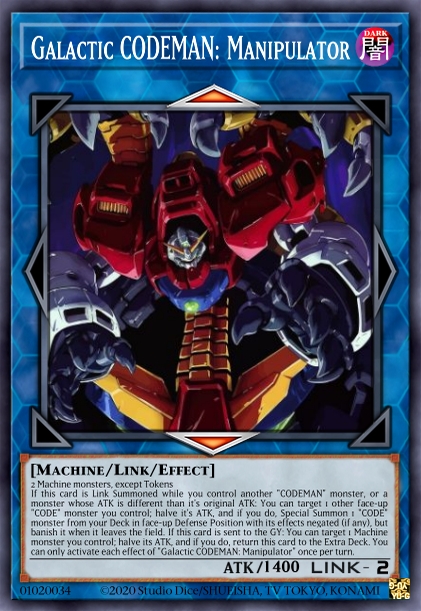 GALACTIC CODEMAN: MANIPULATOR
DARK
闇
[MACHINE/LINK/EFFECT]
2 Machine monsters, except Tokens
If this card is Link Summoned while you control another "CODEMAN" monster, or a
monster whose ATK is different than it's original ATK: You can target 1 other face-up
"CODE" monster you control; halve it's ATK, and if you do, Special Summon 1 "CODE"
monster from your Deck in face-up Defense Position with its effects negated (if any), but
banish it when it leaves the field. If this card is sent to the GY: You can target 1 Machine
monster you control; halve its ATK, and if you do, return this card to the Extra Deck. You
can only activate each effect of "Galactic CODEMAN: Manipulator" once per turn.
ATK/1400 LINK-2
01020034 ©2020 Studio Dice/SHUEISHA, TV TOKYO, KONAMI